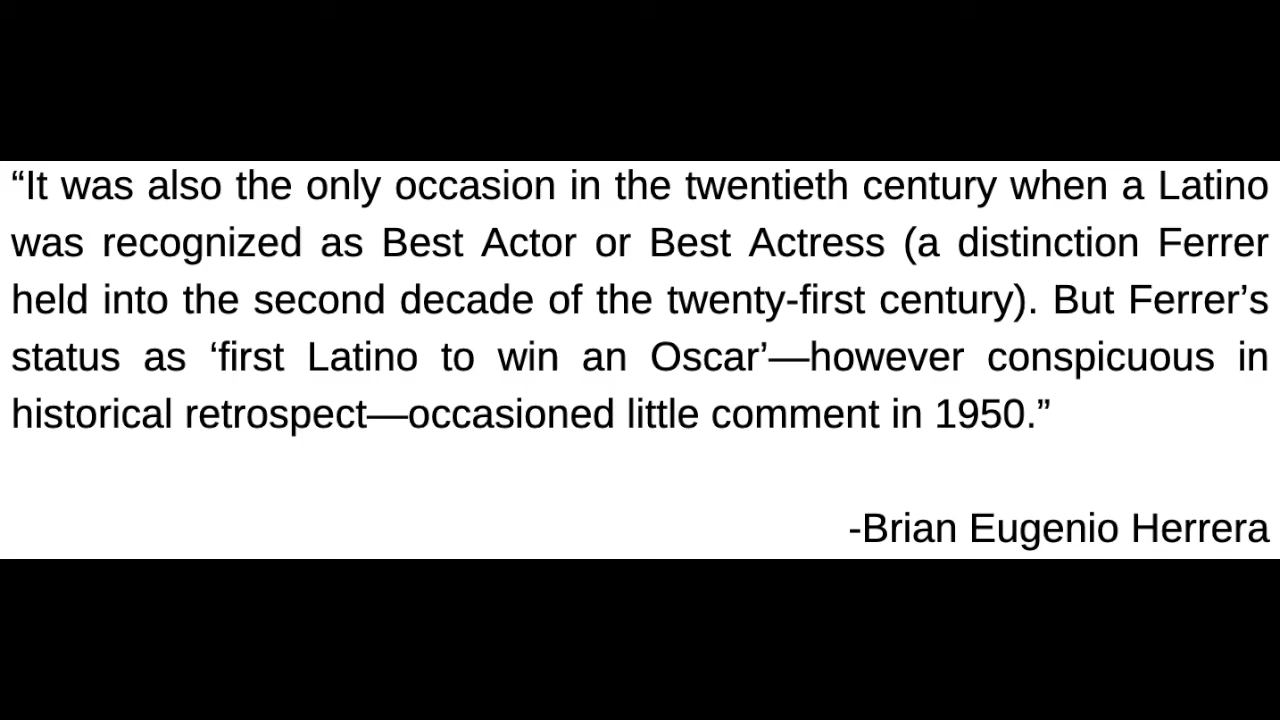 “It was also the only occasion in the twentieth century when a Latino
was recognized as Best Actor or Best Actress (a distinction Ferrer
held into the second decade of the twenty-first century). But Ferrer’s
status as ‘first Latino to win an Oscar’—however conspicuous in
historical retrospect—occasioned little comment in 1950.”
-Brian Eugenio Herrera